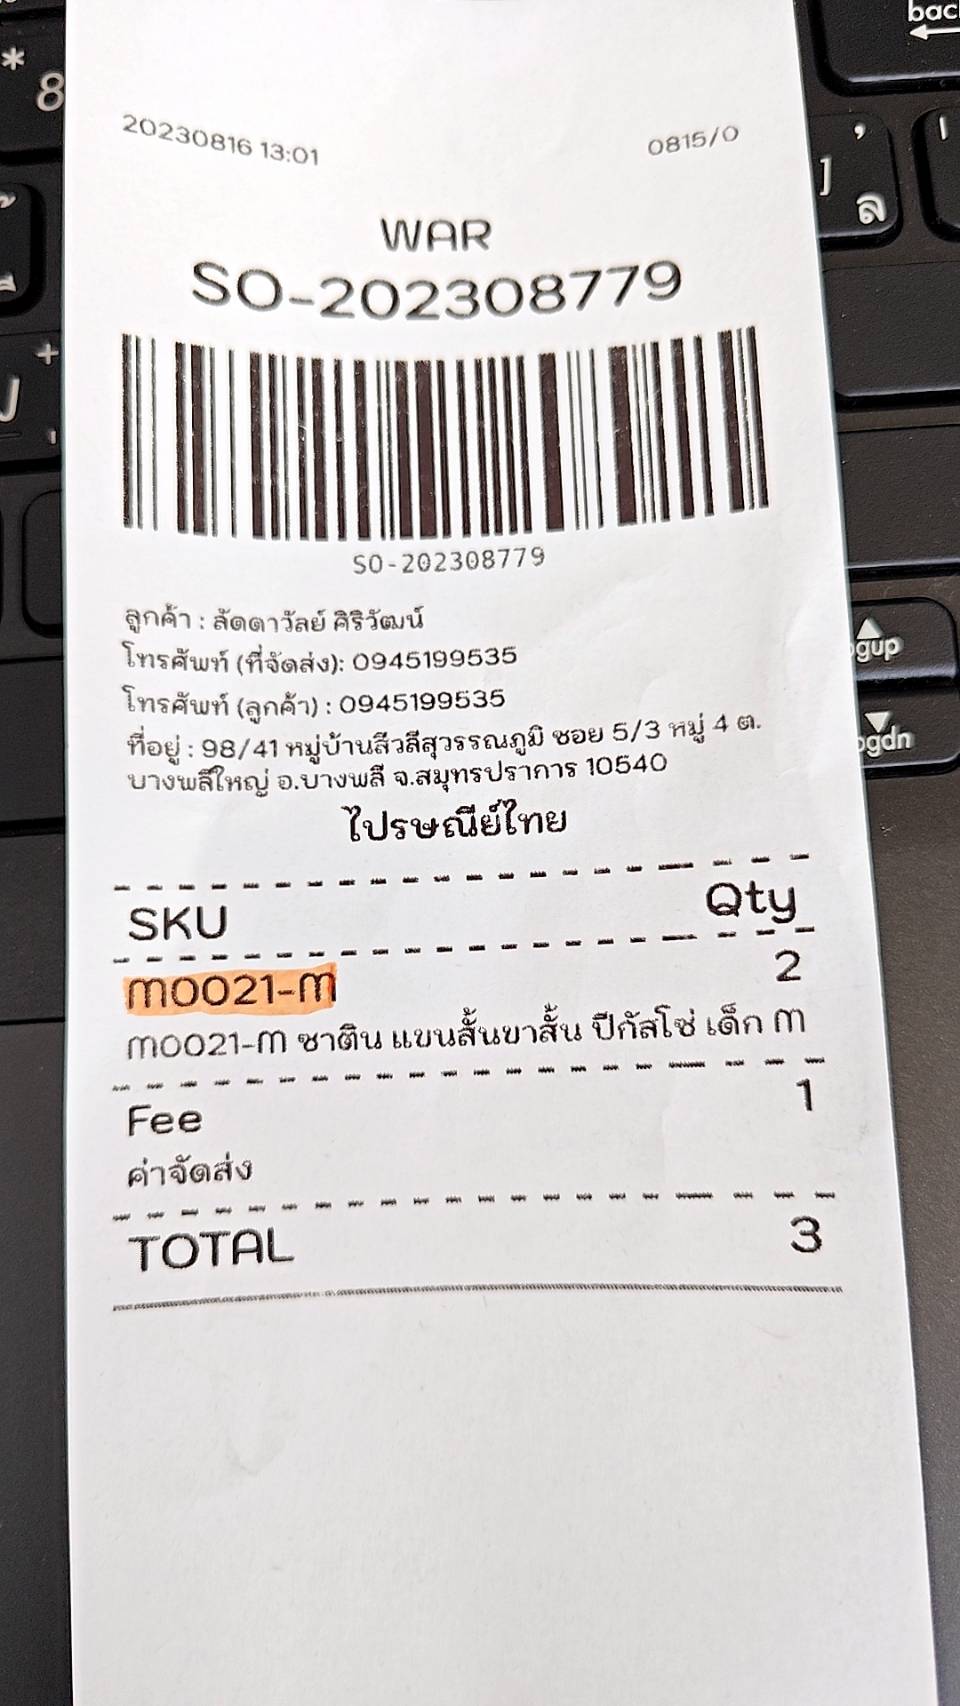 20230816 13:01
0815/0
WAR
SO-202308779
SO-202308779
ลูกค้า : ลัดดาวัลย์ ศิริวัฒน์
โทรศัพท์ (ที่จัดส่ง): 0945199535
โทรศัพท์ (ลูกค้า) : 0945199535
ที่อยู่ : 98/41 หมู่บ้านสีวลีสุวรรณภูมิ ซอย 5/3 หมู่ 4 ต.
บางพลีใหญ่ อ.บางพลี จ.สมุทรปราการ 10540
ไปรษณีย์ไทย
SKU Qty
M0021-M 2
M0021-M ซาติน แขนสั้นขาสั้น ปีกัสโซ่ เด็ก M
Fee 1
ค่าจัดส่ง
TOTAL 3
* 8
+
bac
,
]
ล
pgup
pgdn